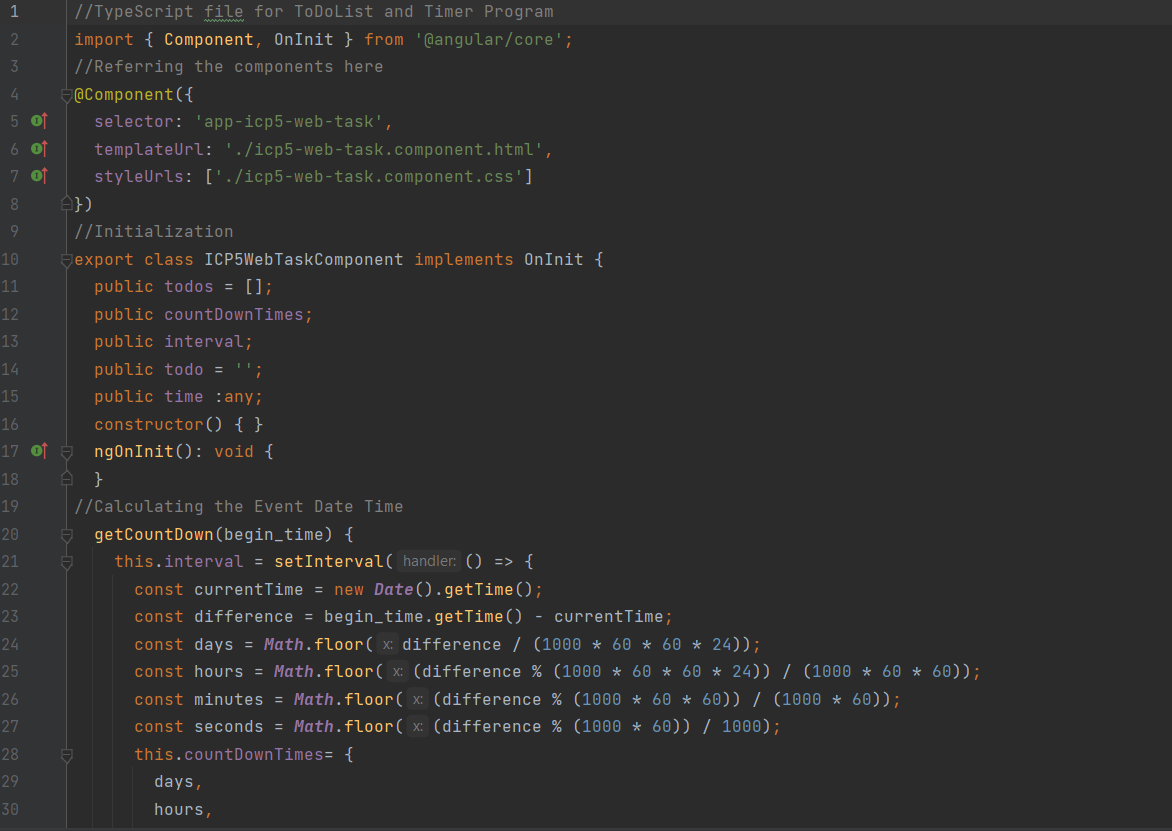 1 //TypeScript file for ToDoList and Timer Program
2 import { Component, OnInit } from '@angular/core';
3 //Referring the components here
4 @Component({
5   selector: 'app-icp5-web-task',
6   templateUrl: './icp5-web-task.component.html',
7   styleUrls: ['./icp5-web-task.component.css']
8 })
9 //Initialization
10 export class ICP5WebTaskComponent implements OnInit {
11   public todos = [];
12   public countDownTimes;
13   public interval;
14   public todo = '';
15   public time :any;
16   constructor() { }
17   ngOnInit(): void {
18   }
19 //Calculating the Event Date Time
20   getCountDown(begin_time) {
21     this.interval = setInterval( handler: () => {
22       const currentTime = new Date().getTime();
23       const difference = begin_time.getTime() - currentTime;
24       const days = Math.floor( x: difference / (1000 * 60 * 60 * 24));
25       const hours = Math.floor( x: (difference % (1000 * 60 * 60 * 24)) / (1000 * 60 * 60));
26       const minutes = Math.floor( x: (difference % (1000 * 60 * 60)) / (1000 * 60));
27       const seconds = Math.floor( x: (difference % (1000 * 60)) / 1000);
28       this.countDownTimes= {
29         days,
30         hours,